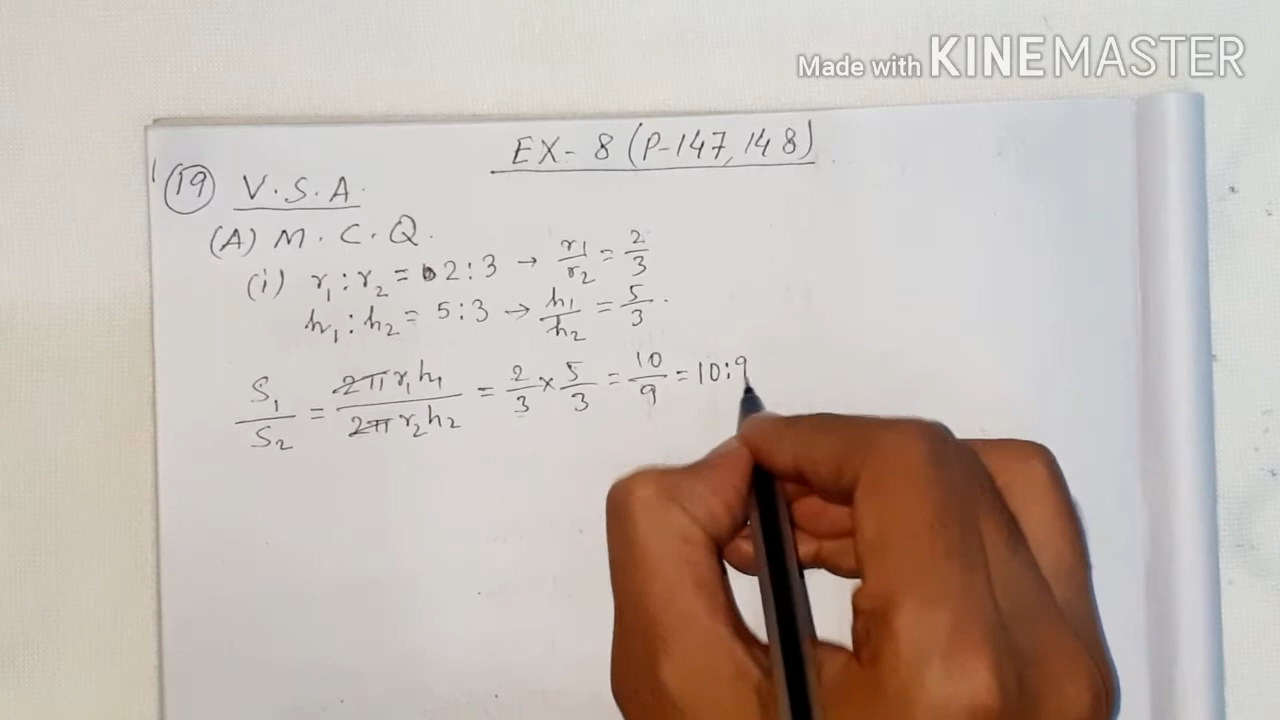 Made with KINEMASTER
EX- 8 (P-147, 148)
19 V.S.A.
(A) M.C.Q.
(i) r₁ : r₂ = 2 : 3 → r₁/r₂ = 2/3
h₁ : h₂ = 5 : 3 → h₁/h₂ = 5/3.
S₁/S₂ = 2πr₁h₁/2πr₂h₂ = 2/3 × 5/3 = 10/9 = 10:9